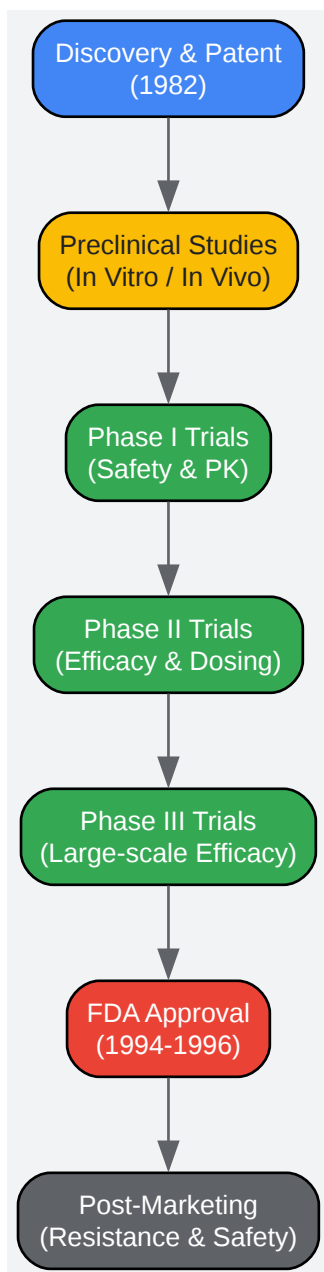 Discovery & Patent
(1982)
Preclinical Studies
(In Vitro / In Vivo)
Phase I Trials
(Safety & PK)
Phase II Trials
(Efficacy & Dosing)
Phase III Trials
(Large-scale Efficacy)
FDA Approval
(1994-1996)
Post-Marketing
(Resistance & Safety)